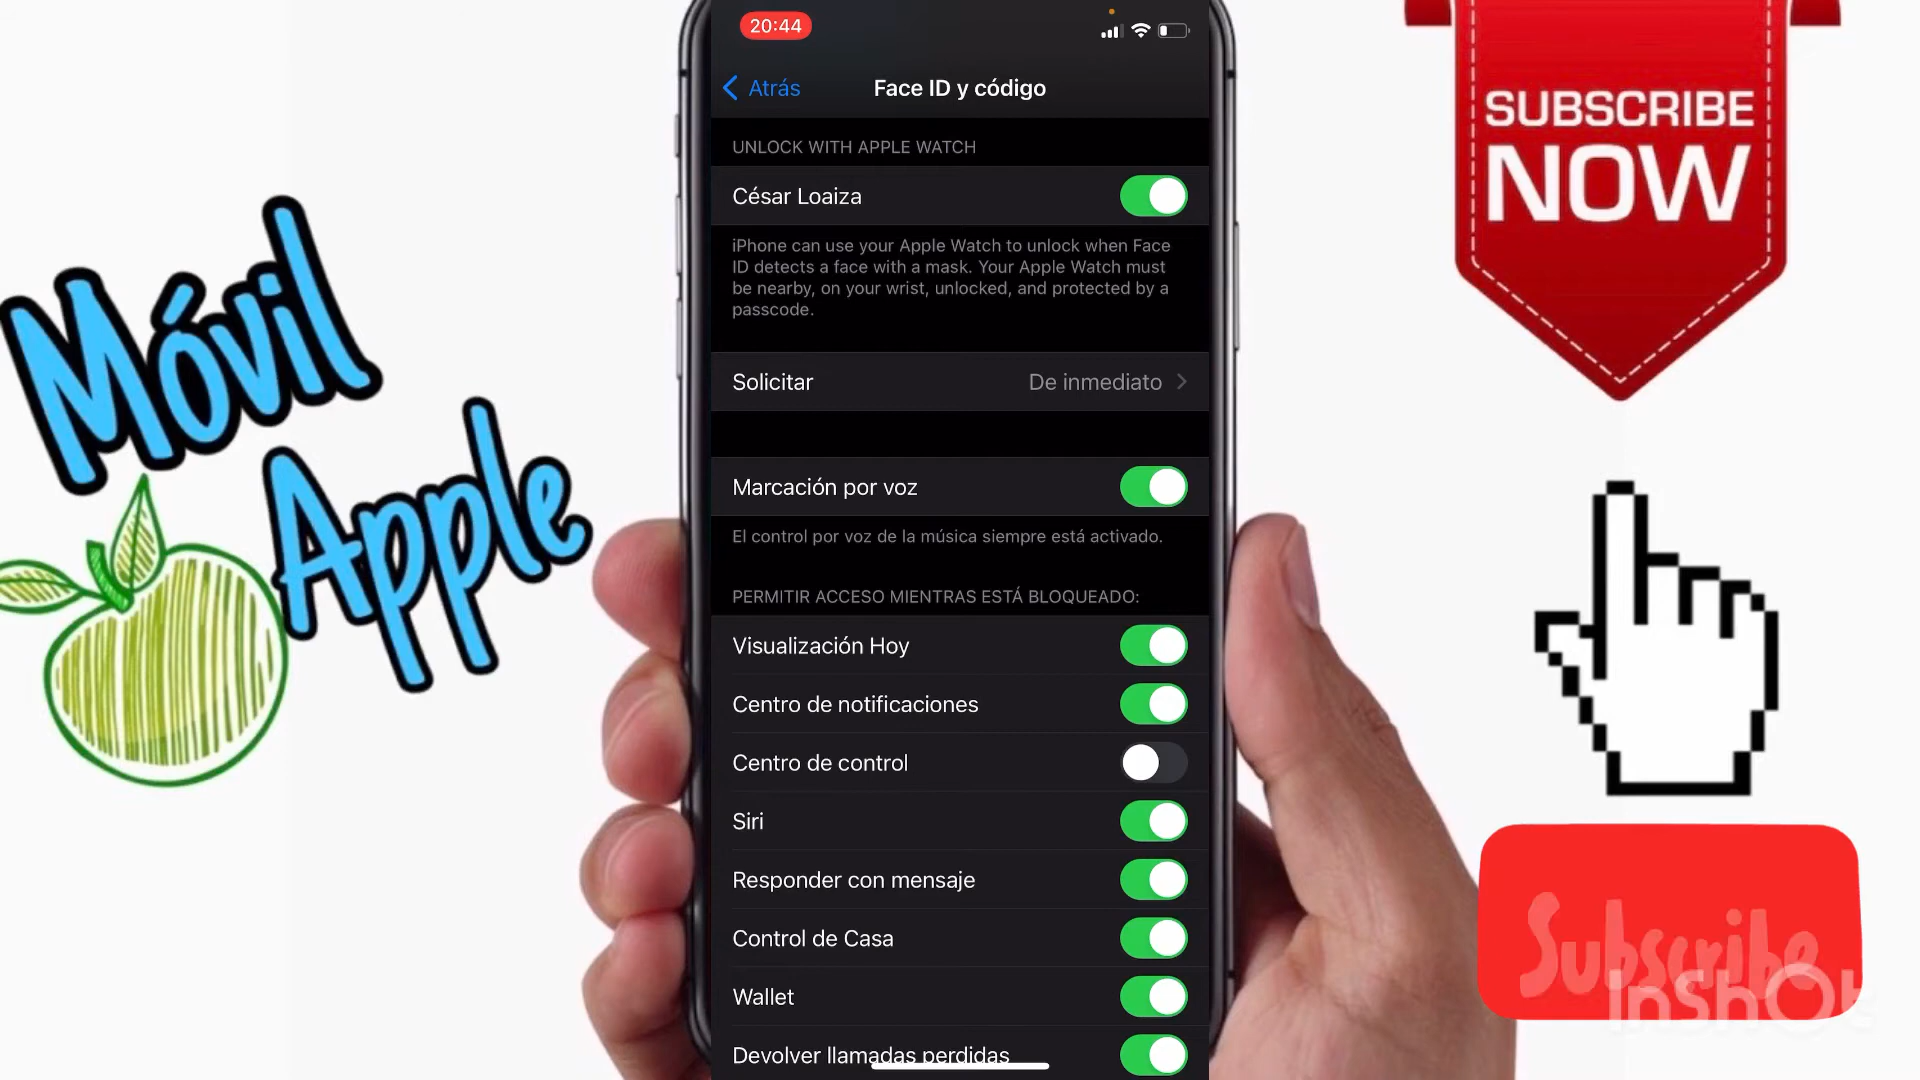 20:44
Atrás
Face ID y código
UNLOCK WITH APPLE WATCH
César Loaiza
iPhone can use your Apple Watch to unlock when Face
ID detects a face with a mask. Your Apple Watch must
be nearby, on your wrist, unlocked, and protected by a
passcode.
Solicitar De inmediato
Marcación por voz
El control por voz de la música siempre está activado.
PERMITIR ACCESO MIENTRAS ESTÁ BLOQUEADO:
Visualización Hoy
Centro de notificaciones
Centro de control
Siri
Responder con mensaje
Control de Casa
Wallet
Devolver llamadas perdidas
Móvil
Apple
SUBSCRIBE
NOW
Subscribe
InShOt